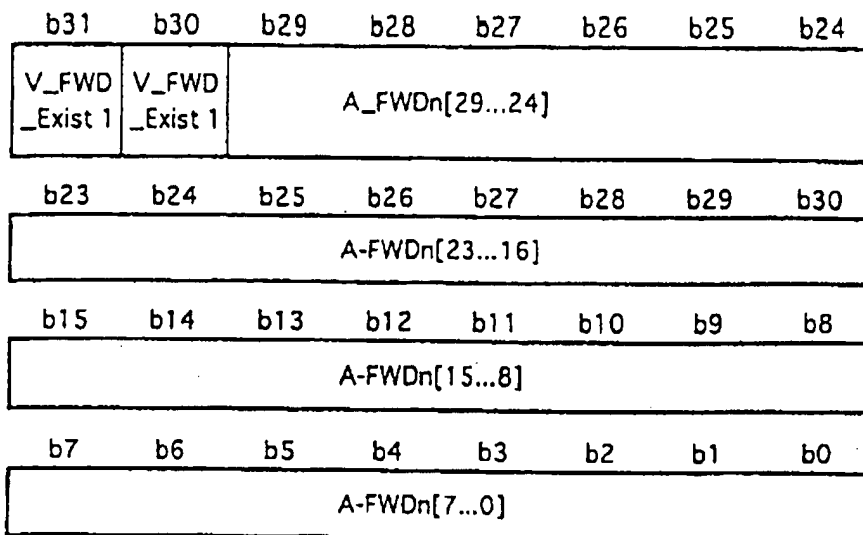 b31 b30 b29 b28 b27 b26 b25 b24
V_FWD V_FWD
_Exist 1 _Exist 1
A_FWDn[29...24]
b23 b24 b25 b26 b27 b28 b29 b30
A-FWDn[23...16]
b15 b14 b13 b12 b11 b10 b9 b8
A-FWDn[15...8]
b7 b6 b5 b4 b3 b2 b1 b0
A-FWDn[7...0]